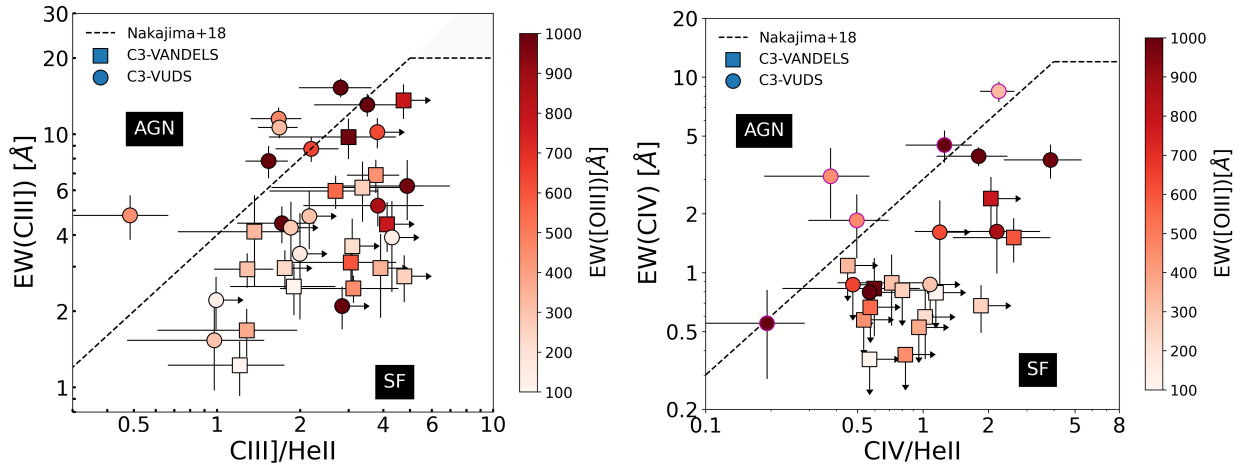 30
20
10
6
4
2
1
0.5
1
2
6
10
EW(CIII]) [Å]
CIII]/HeII
Nakajima+18
C3-VANDELS
C3-VUDS
AGN
SF
1000
900
800
700
600
500
400
300
200
100
EW([OIII])[Å]
20
10
5
2
1
0.5
0.2
0.1
0.5
1
2
5
8
EW(CIV) [Å]
CIV/HeII
Nakajima+18
C3-VANDELS
C3-VUDS
AGN
SF
1000
900
800
700
600
500
400
300
200
100
EW([OIII])[Å]